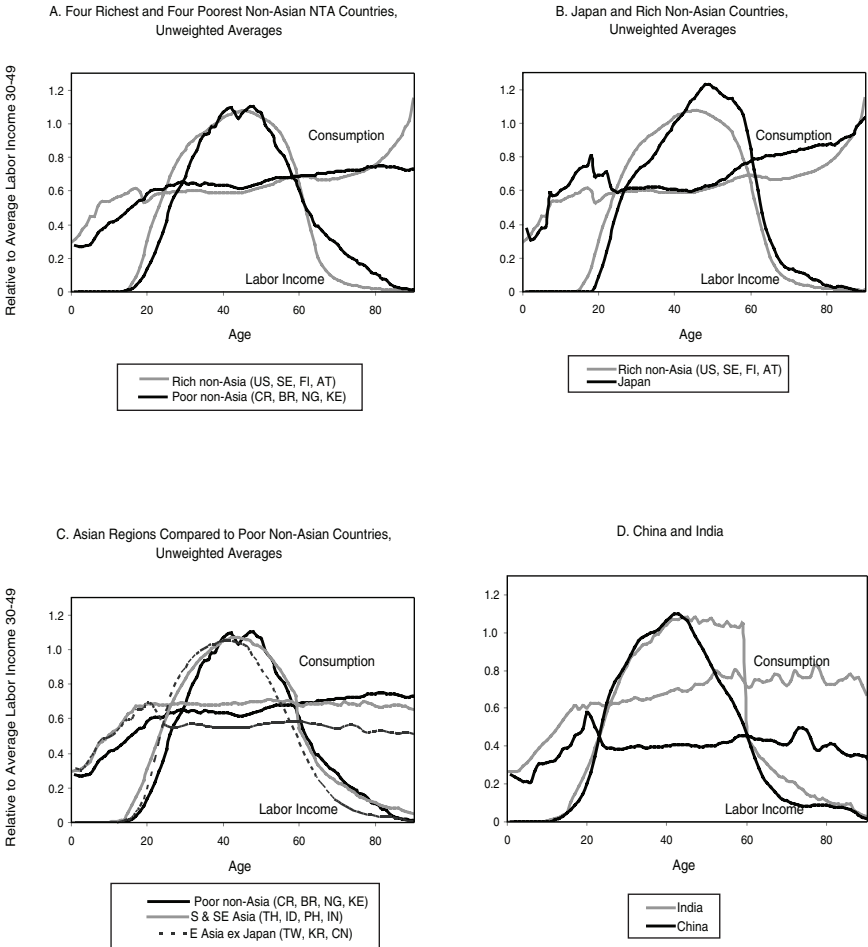 A. Four Richest and Four Poorest Non-Asian NTA Countries,
Unweighted Averages
Relative to Average Labor Income 30-49
1.2
1.0
0.8
0.6
0.4
0.2
0
Consumption
Labor Income
0 20 40 60 80
Age
Rich non-Asia (US, SE, FI, AT)
Poor non-Asia (CR, BR, NG, KE)
B. Japan and Rich Non-Asian Countries,
Unweighted Averages
1.2
1.0
0.8
0.6
0.4
0.2
0
Consumption
Labor Income
0 20 40 60 80
Age
Rich non-Asia (US, SE, FI, AT)
Japan
C. Asian Regions Compared to Poor Non-Asian Countries,
Unweighted Averages
Relative to Average Labor Income 30-49
1.2
1.0
0.8
0.6
0.4
0.2
0
Consumption
Labor Income
0 20 40 60 80
Age
Poor non-Asia (CR, BR, NG, KE)
S & SE Asia (TH, ID, PH, IN)
E Asia ex Japan (TW, KR, CN)
D. China and India
1.2
1.0
0.8
0.6
0.4
0.2
0
Consumption
Labor Income
0 20 40 60 80
Age
India
China